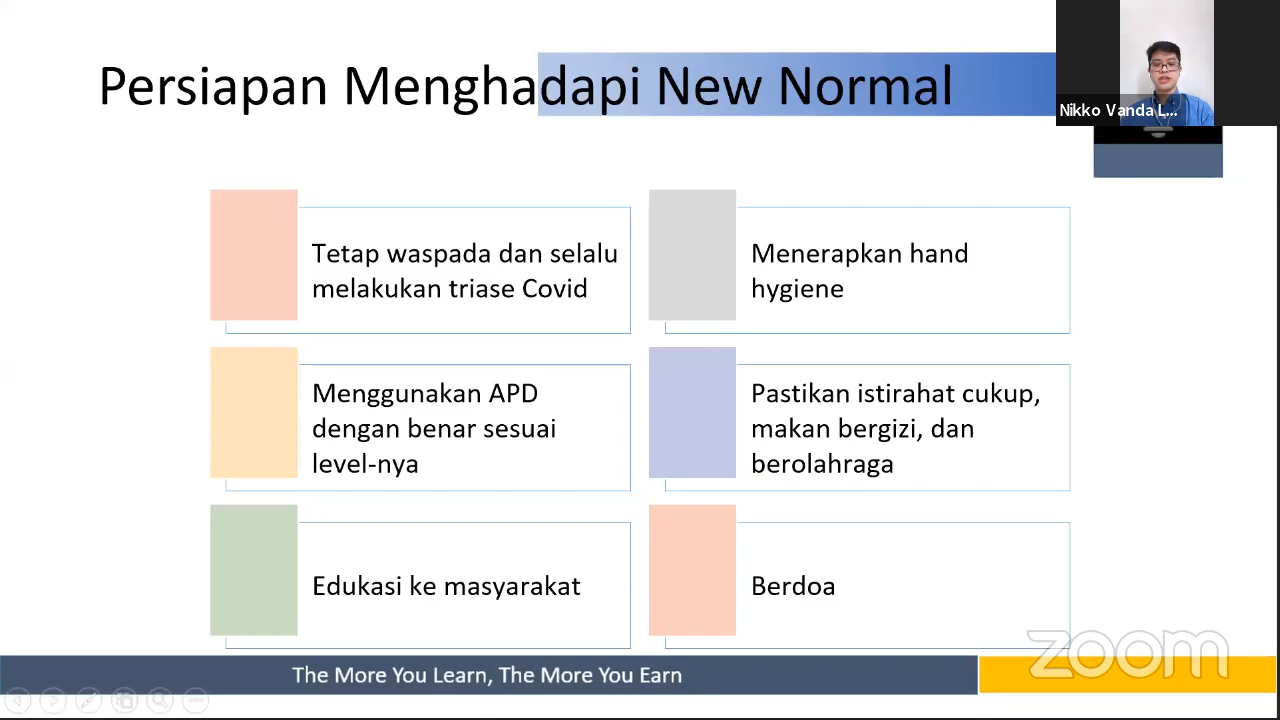 Persiapan Menghadapi New Normal
Nikko Vanda L...
Tetap waspada dan selalu
melakukan triase Covid
Menerapkan hand
hygiene
Menggunakan APD
dengan benar sesuai
level-nya
Pastikan istirahat cukup,
makan bergizi, dan
berolahraga
Edukasi ke masyarakat
Berdoa
zoom
The More You Learn, The More You Earn